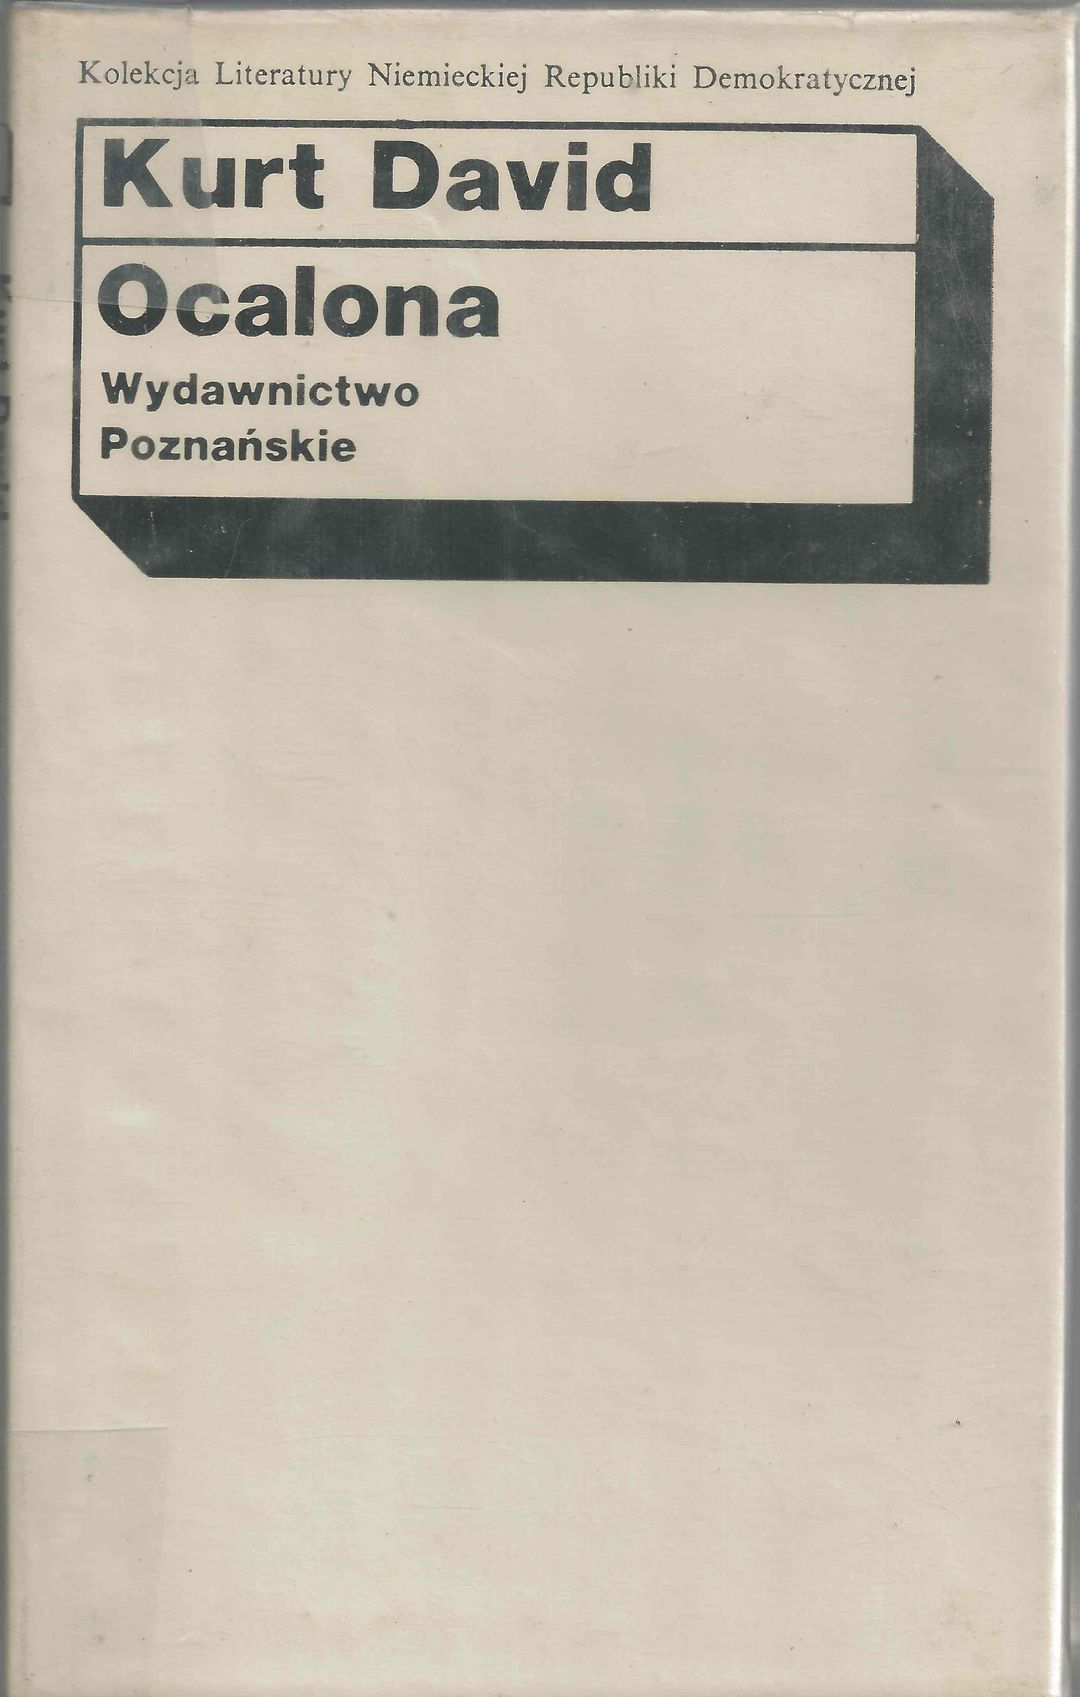 Kolekcja Literatury Niemieckiej Republiki Demokratycznej
Kurt David
Ocalona
Wydawnictwo
Poznańskie